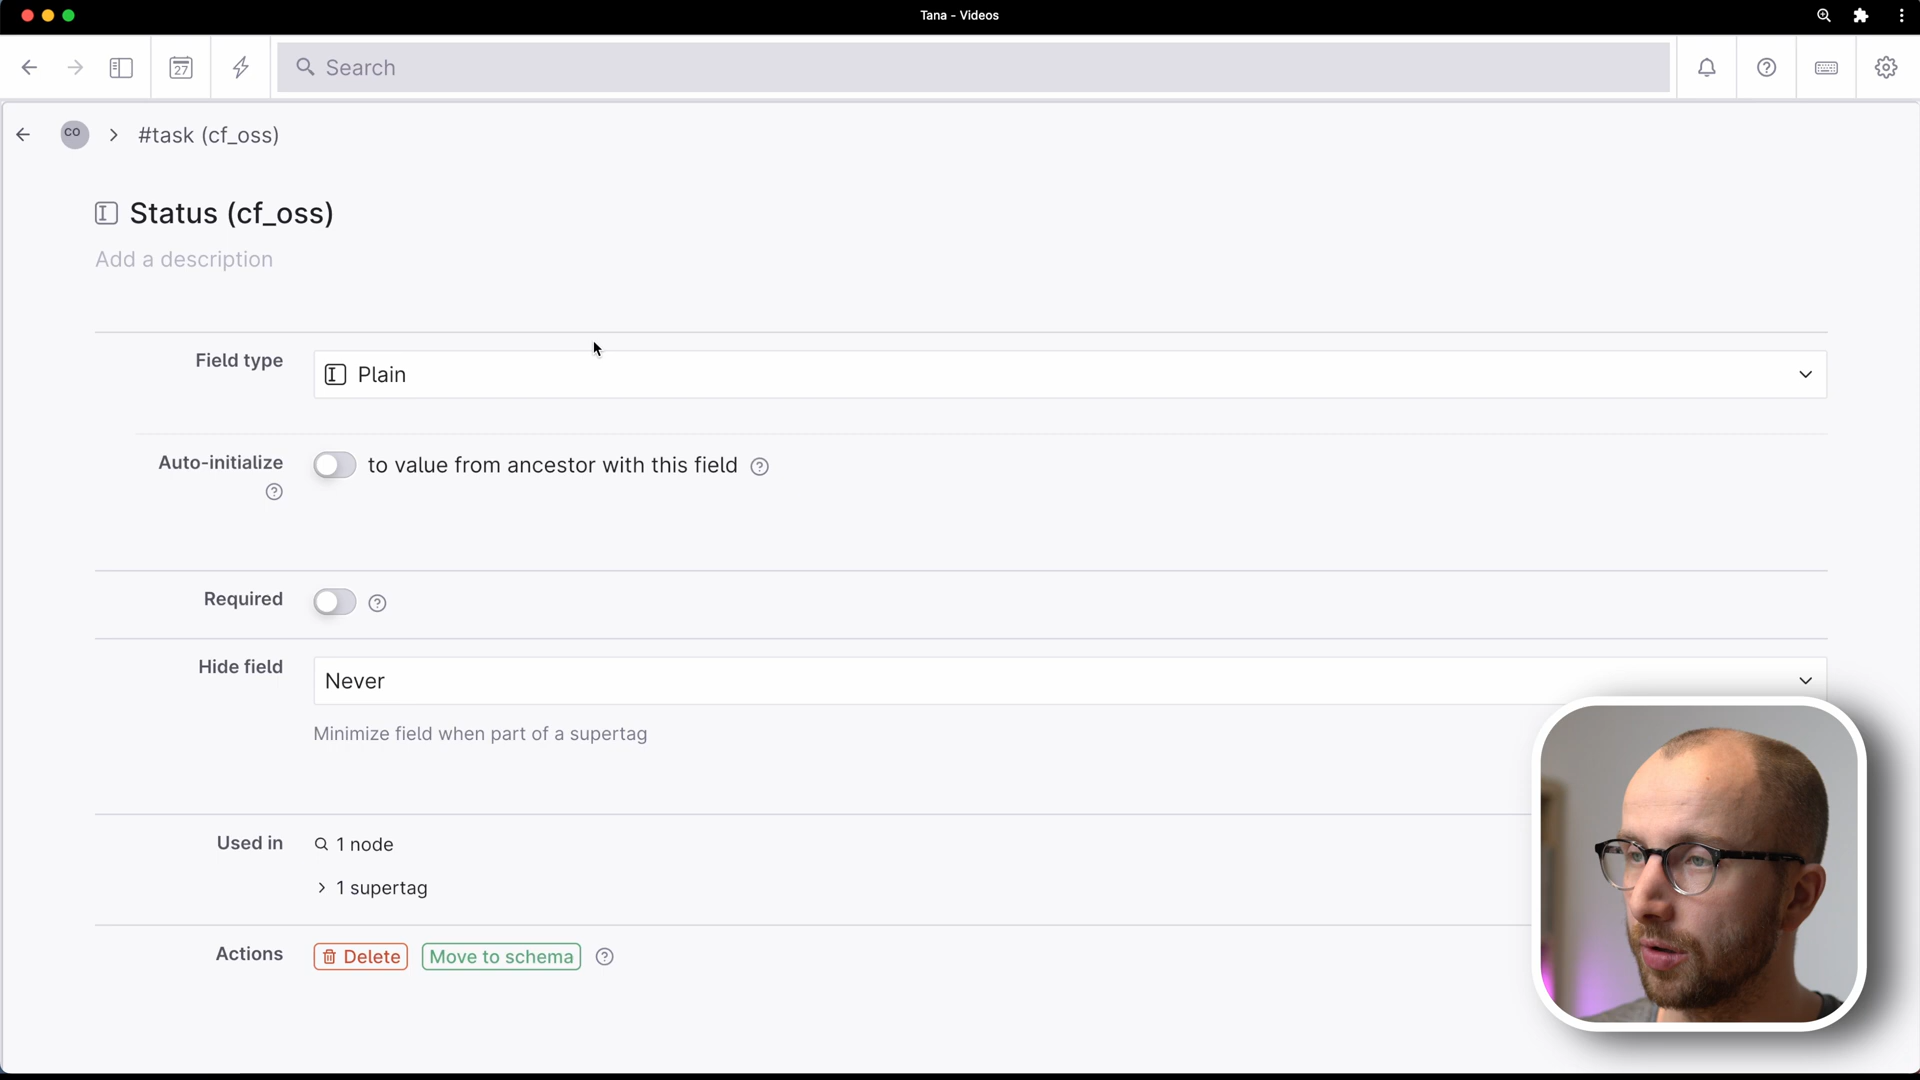 Tana - Videos
27
Search
CO
#task (cf_oss)
Status (cf_oss)
Add a description
Field type
Plain
Auto-initialize
to value from ancestor with this field
Required
Hide field
Never
Minimize field when part of a supertag
Used in
1 node
1 supertag
Actions
Delete
Move to schema